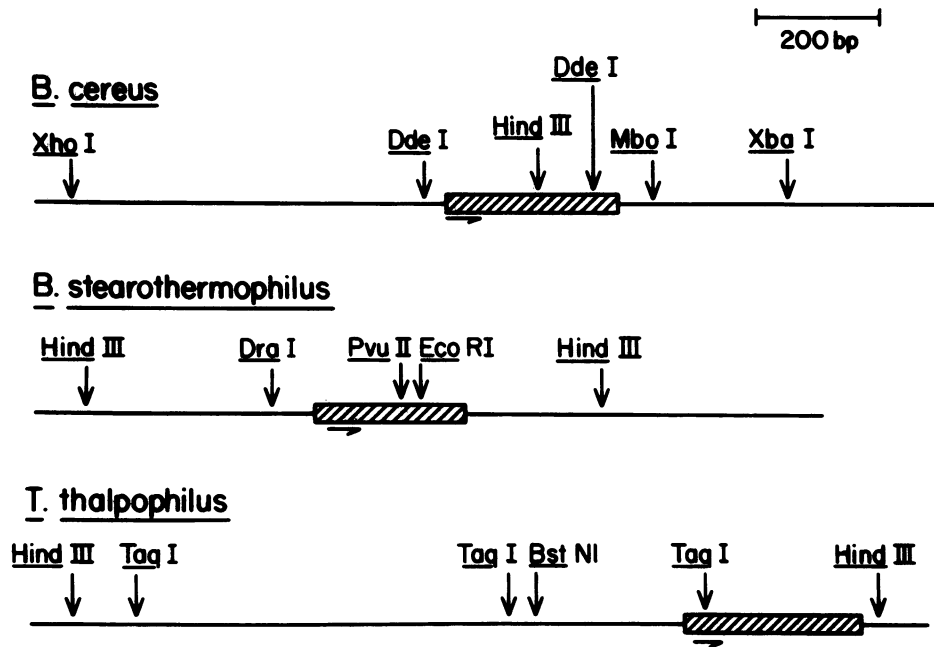 200 bp
B. cereus
Dde I
Hind III
Xho I
Dde I
Mbo I
Xba I
B. stearothermophilus
Hind III
Dra I
Pvu II
Eco RI
Hind III
T. thalpophilus
Hind III
Taq I
Taq I
Bst NI
Taq I
Hind III